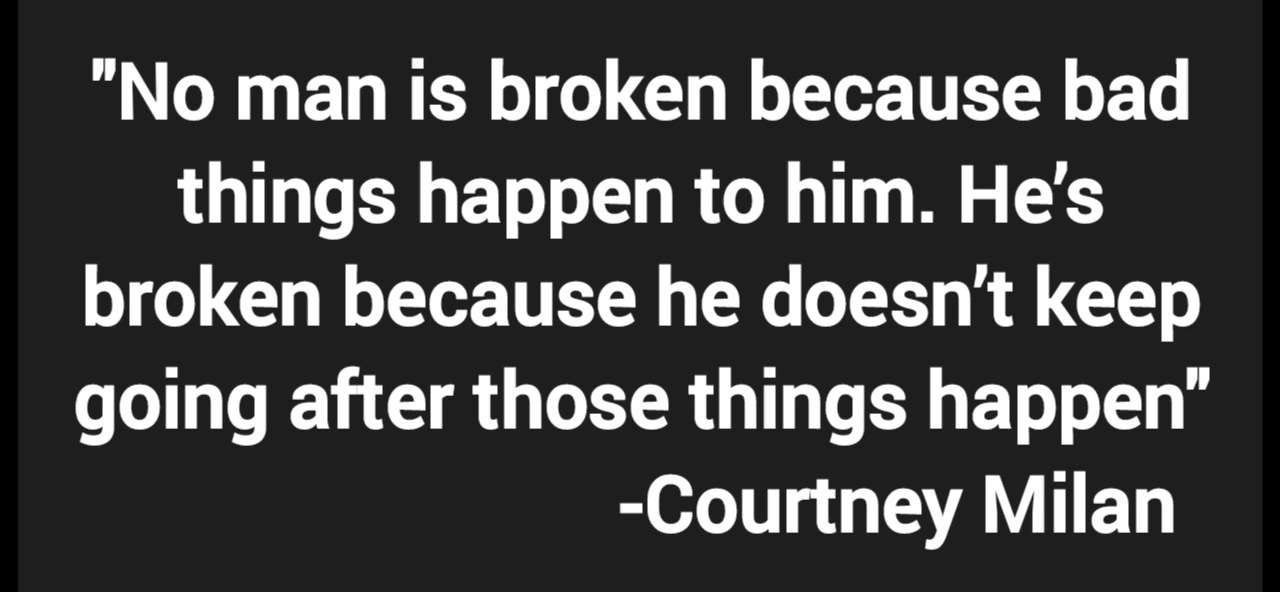 "No man is broken because bad
things happen to him. He’s
broken because he doesn’t keep
going after those things happen"
-Courtney Milan